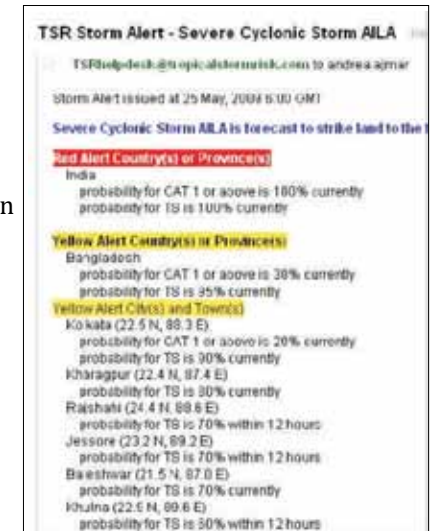 TSR Storm Alert - Severe Cyclonic Storm AILA
TSRhelpdesk@tropicalstormrisk.com to andrea ajmar
Storm Alert issued at 25 May, 2009 6:00 GMT
Severe Cyclonic Storm AILA is forecast to strike land to the
Red Alert Country(s) or Province(s)
India
probability for CAT 1 or above is 100% currently
probability for TS is 100% currently
n
Yellow Alert Country(s) or Province(s)
Bangladesh
probability for CAT 1 or above is 38% currently
probability for TS is 95% currently
Yellow Alert City(s) and Town(s)
Kolkata (22.5 N, 88.3 E)
probability for CAT 1 or above is 20% currently
probability for TS is 90% currently
Kharagpur (22.4 N, 87.4 E)
probability for TS is 80% currently
Rajshahi (24.4 N, 88.6 E)
probability for TS is 70% within 12 hours
Jessore (23.2 N, 89.2 E)
probability for TS is 70% within 12 hours
Baleshwar (21.5 N, 87.0 E)
probability for TS is 70% currently
Khulna (22.8 N, 89.6 E)
probability for TS is 60% within 12 hours